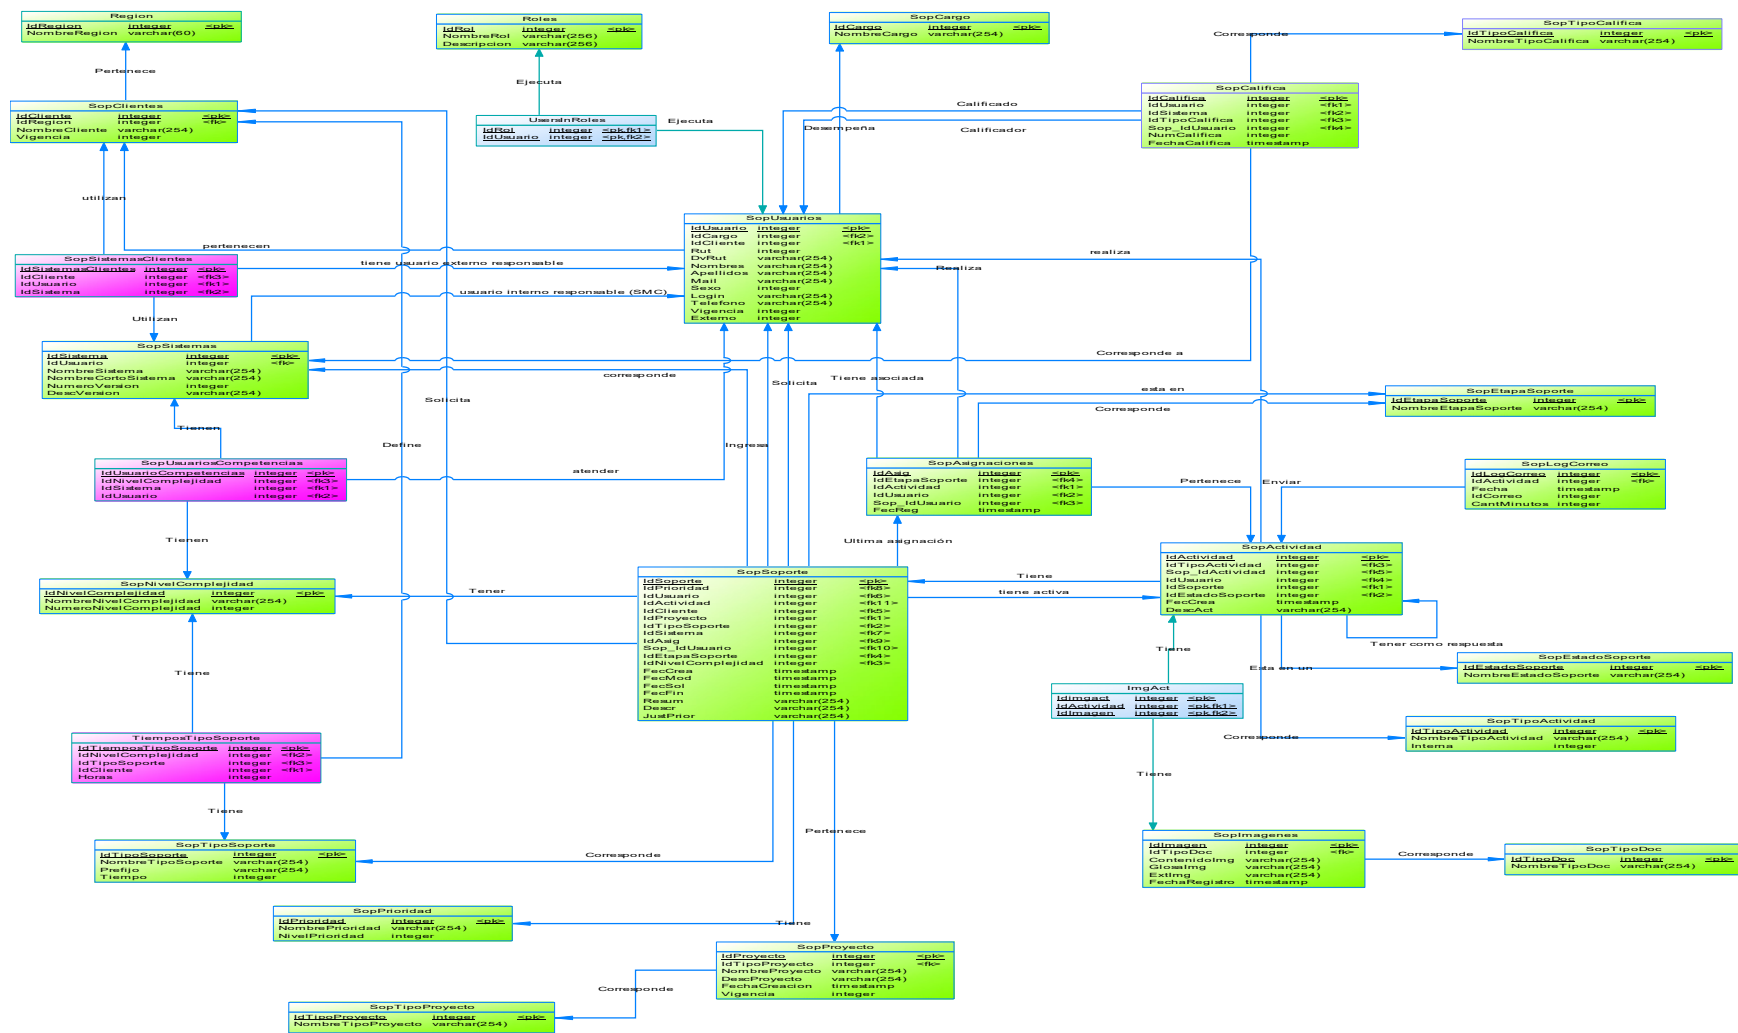 Region
IdRegion integer <pk>
NombreRegion varchar(60)
Roles
IdRol integer <pk>
NombreRol varchar(256)
Descripcion varchar(256)
SopCargo
IdCargo integer <pk>
NombreCargo varchar(254)
SopTipoCalifica
IdTipoCalifica integer <pk>
NombreTipoCalifica varchar(254)
Corresponde
Pertenece
Ejecuta
SopClientes
IdCliente integer <pk>
IdRegion integer <fk>
NombreCliente varchar(254)
Vigencia integer
UsersInRoles
IdRol integer <pk,fk1>
IdUsuario integer <pk,fk2>
Ejecuta
Calificado
Desempeña
Calificador
SopCalifica
IdCalifica integer <pk>
IdUsuario integer <fk1>
IdSistema integer <fk2>
IdTipoCalifica integer <fk3>
Sop_IdUsuario integer <fk4>
NumCalifica integer
FechaCalifica timestamp
utilizan
pertenecen
SopUsuarios
IdUsuario integer <pk>
IdCargo integer <fk2>
IdCliente integer <fk1>
Rut integer
DvRut varchar(254)
Nombres varchar(254)
Apellidos varchar(254)
Mail varchar(254)
Sexo integer
Login varchar(254)
Telefono varchar(254)
Vigencia integer
Externo integer
realiza
Realiza
SopSistemasClientes
IdSistemasClientes integer <pk>
IdCliente integer <fk3>
IdUsuario integer <fk1>
IdSistema integer <fk2>
tiene usuario externo responsable
usuario interno responsable (SMC)
Utilizan
SopSistemas
IdSistema integer <pk>
IdUsuario integer <fk>
NombreSistema varchar(254)
NombreCortoSistema varchar(254)
NumeroVersion integer
DescVersion varchar(254)
Corresponde a
corresponde
Solicita
Tiene asociada
Solicita
esta en
Corresponde
SopEtapaSoporte
IdEtapaSoporte integer <pk>
NombreEtapaSoporte varchar(254)
Tienen
Define
Ingresa
SopUsuariosCompetencias
IdUsuarioCompetencias integer <pk>
IdNivelComplejidad integer <fk3>
IdSistema integer <fk1>
IdUsuario integer <fk2>
atender
SopAsignaciones
IdAsig integer <pk>
IdEtapaSoporte integer <fk4>
IdActividad integer <fk1>
IdUsuario integer <fk2>
Sop_IdUsuario integer <fk3>
FecReg timestamp
Pertenece
Enviar
SopLogCorreo
IdLogCorreo integer <pk>
IdActividad integer <fk>
Fecha timestamp
IdCorreo integer
CantMinutos integer
Tienen
Ultima asignación
SopNivelComplejidad
IdNivelComplejidad integer <pk>
NombreNivelComplejidad varchar(254)
NumeroNivelComplejidad integer
Tener
SopSoporte
IdSoporte integer <pk>
IdPrioridad integer <fk8>
IdUsuario integer <fk6>
IdActividad integer <fk11>
IdCliente integer <fk5>
IdProyecto integer <fk1>
IdTipoSoporte integer <fk2>
IdSistema integer <fk7>
IdAsig integer <fk9>
Sop_IdUsuario integer <fk10>
IdEtapaSoporte integer <fk4>
IdNivelComplejidad integer <fk3>
FecCrea timestamp
FecMod timestamp
FecSol timestamp
FecFin timestamp
Resum varchar(254)
Descr varchar(254)
JustPrior varchar(254)
Tiene
tiene activa
SopActividad
IdActividad integer <pk>
IdTipoActividad integer <fk3>
Sop_IdActividad integer <fk5>
IdUsuario integer <fk4>
IdSoporte integer <fk1>
IdEstadoSoporte integer <fk2>
FecCrea timestamp
DescAct varchar(254)
Tener como respuesta
Tiene
Esta en un
SopEstadoSoporte
IdEstadoSoporte integer <pk>
NombreEstadoSoporte varchar(254)
Tiene
ImgAct
Idimgact integer <pk>
IdActividad integer <pk,fk1>
IdImagen integer <pk,fk2>
SopTipoActividad
IdTipoActividad integer <pk>
NombreTipoActividad varchar(254)
Interna integer
Corresponde
TiemposTipoSoporte
IdTiemposTipoSoporte integer <pk>
IdNivelComplejidad integer <fk2>
IdTipoSoporte integer <fk3>
IdCliente integer <fk1>
Horas integer
Tiene
Tiene
Pertenece
SopTipoSoporte
IdTipoSoporte integer <pk>
NombreTipoSoporte varchar(254)
Prefijo varchar(254)
Tiempo integer
Corresponde
SopImagenes
IdImagen integer <pk>
IdTipoDoc integer <fk>
ContenidoImg varchar(254)
GlosaImg varchar(254)
ExtImg varchar(254)
FechaRegistro timestamp
Corresponde
SopTipoDoc
IdTipoDoc integer <pk>
NombreTipoDoc varchar(254)
SopPrioridad
IdPrioridad integer <pk>
NombrePrioridad varchar(254)
NivelPrioridad integer
Tiene
SopProyecto
IdProyecto integer <pk>
IdTipoProyecto integer <fk>
NombreProyecto varchar(254)
DescProyecto varchar(254)
FechaCreacion timestamp
Vigencia integer
Corresponde
SopTipoProyecto
IdTipoProyecto integer <pk>
NombreTipoProyecto varchar(254)